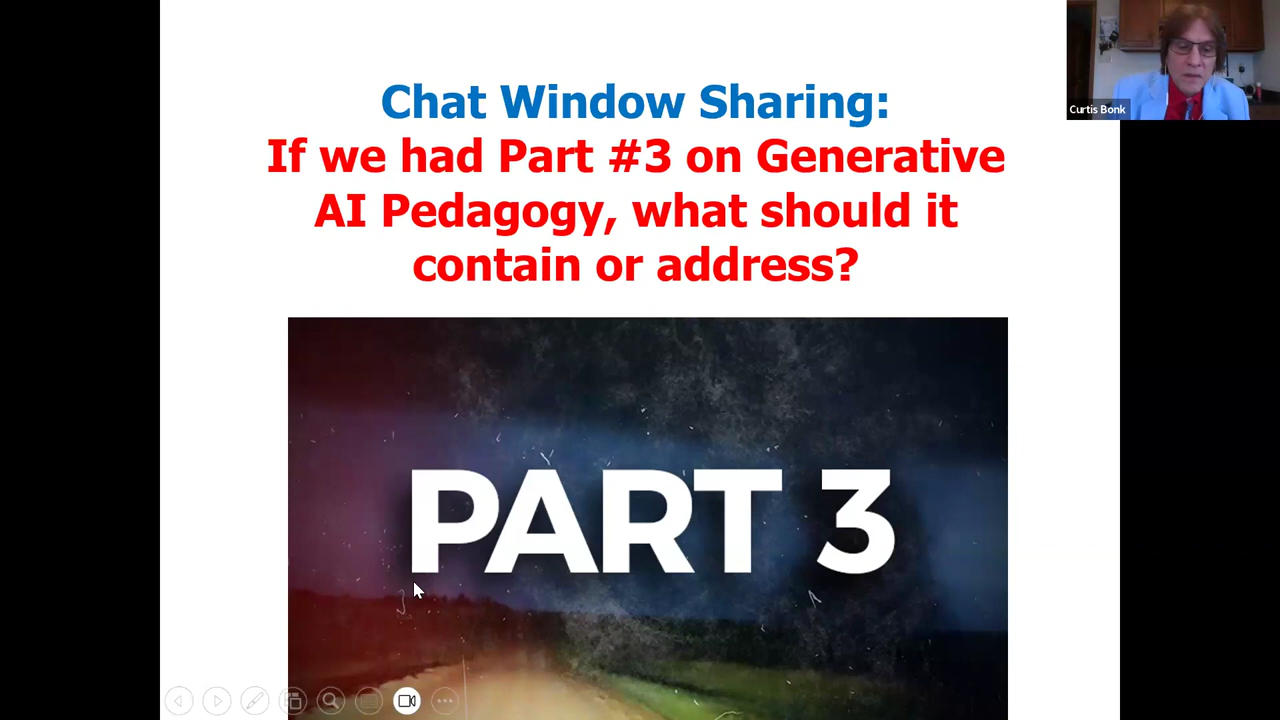 Chat Window Sharing:
If we had Part #3 on Generative
AI Pedagogy, what should it
contain or address?
Curtis Bonk
PART 3